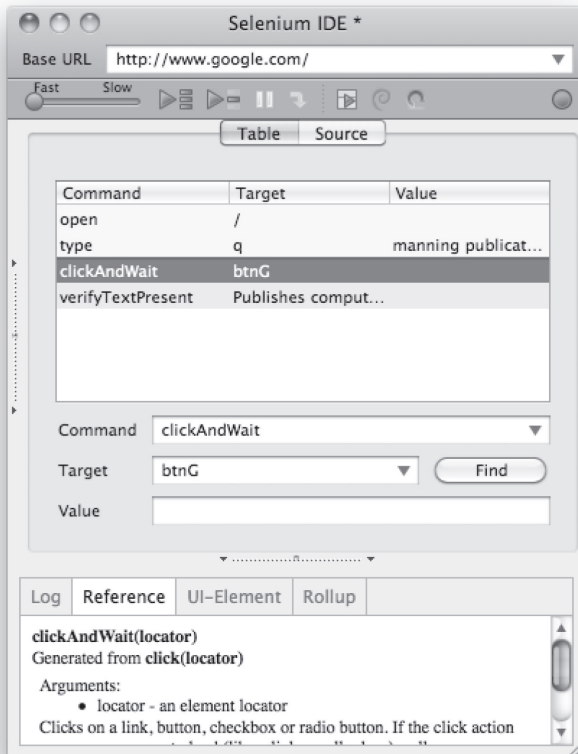 Selenium IDE *
Base URL http://www.google.com/
Fast Slow
Table Source
Command Target Value
open /
type q manning publicat...
clickAndWait btnG
verifyTextPresent Publishes comput...
Command clickAndWait
Target btnG Find
Value
Log Reference UI-Element Rollup
clickAndWait(locator)
Generated from click(locator)
Arguments:
• locator - an element locator
Clicks on a link, button, checkbox or radio button. If the click action